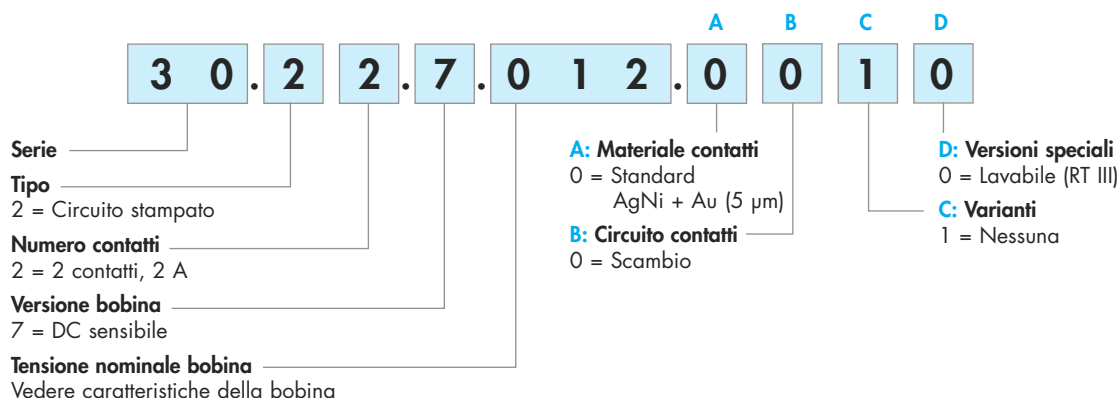 A B C D
3 0 . 2 2 . 7 . 0 1 2 . 0 0 1 0
Serie
Tipo
2 = Circuito stampato
Numero contatti
2 = 2 contatti, 2 A
Versione bobina
7 = DC sensibile
Tensione nominale bobina
Vedere caratteristiche della bobina
A: Materiale contatti
0 = Standard
AgNi + Au (5 µm)
B: Circuito contatti
0 = Scambio
D: Versioni speciali
0 = Lavabile (RT III)
C: Varianti
1 = Nessuna